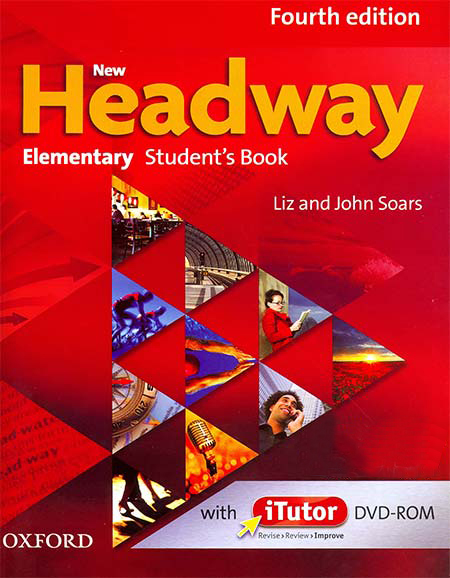 Fourth edition
New
Headway
Elementary Student's Book
Liz and John Soars
with iTutor DVD-ROM
Revise › Review › Improve
OXFORD